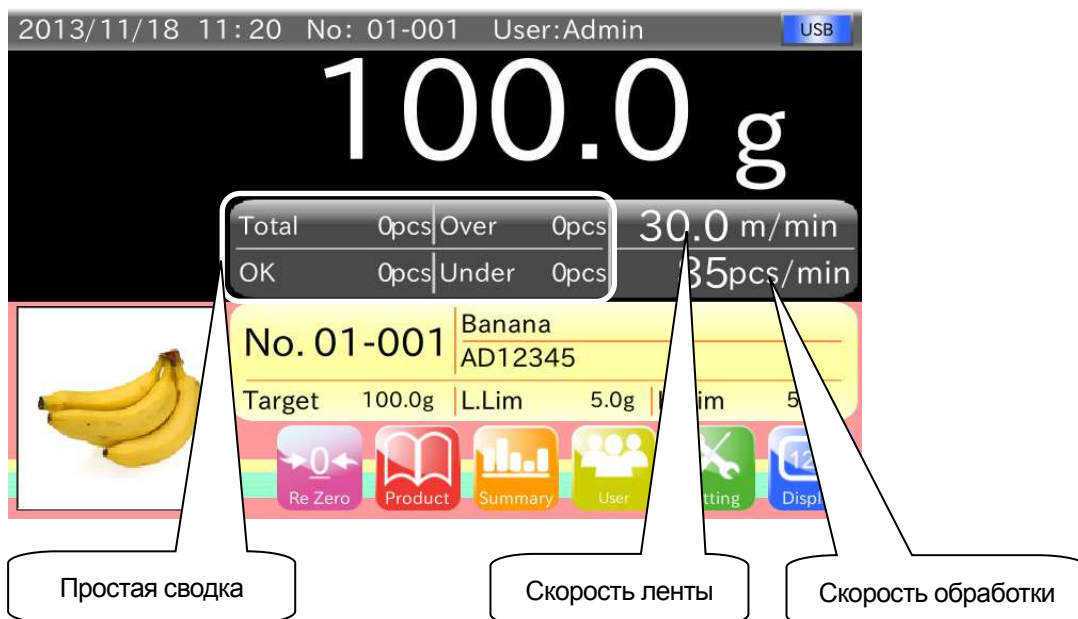 2013/11/18 11:20 No: 01-001 User:Admin USB
100.0 g
Total 0pcs Over 0pcs 30.0 m/min
OK 0pcs Under 0pcs 35pcs/min
No. 01-001 Banana
AD12345
Target 100.0g L.Lim 5.0g
Re Zero Product Summary User
Простая сводка Скорость ленты Скорость обработки